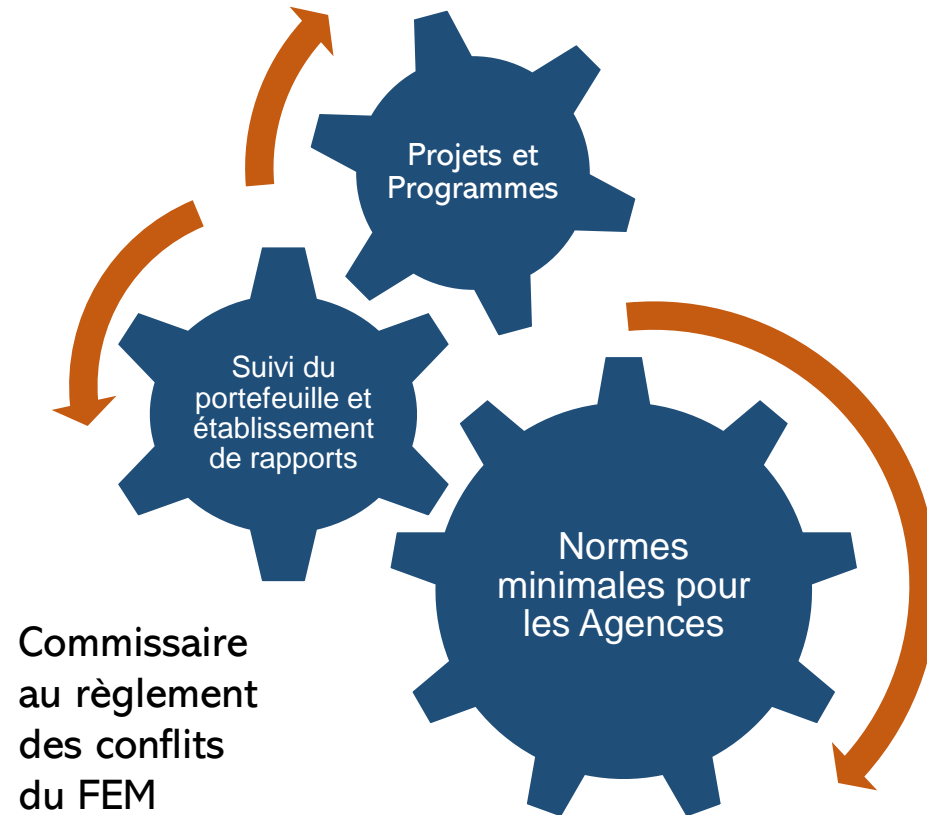 Projets et
Programmes
Suivi du
portefeuille et
établissement
de rapports
Normes
minimales pour
les Agences
Commissaire
au règlement
des conflits
du FEM